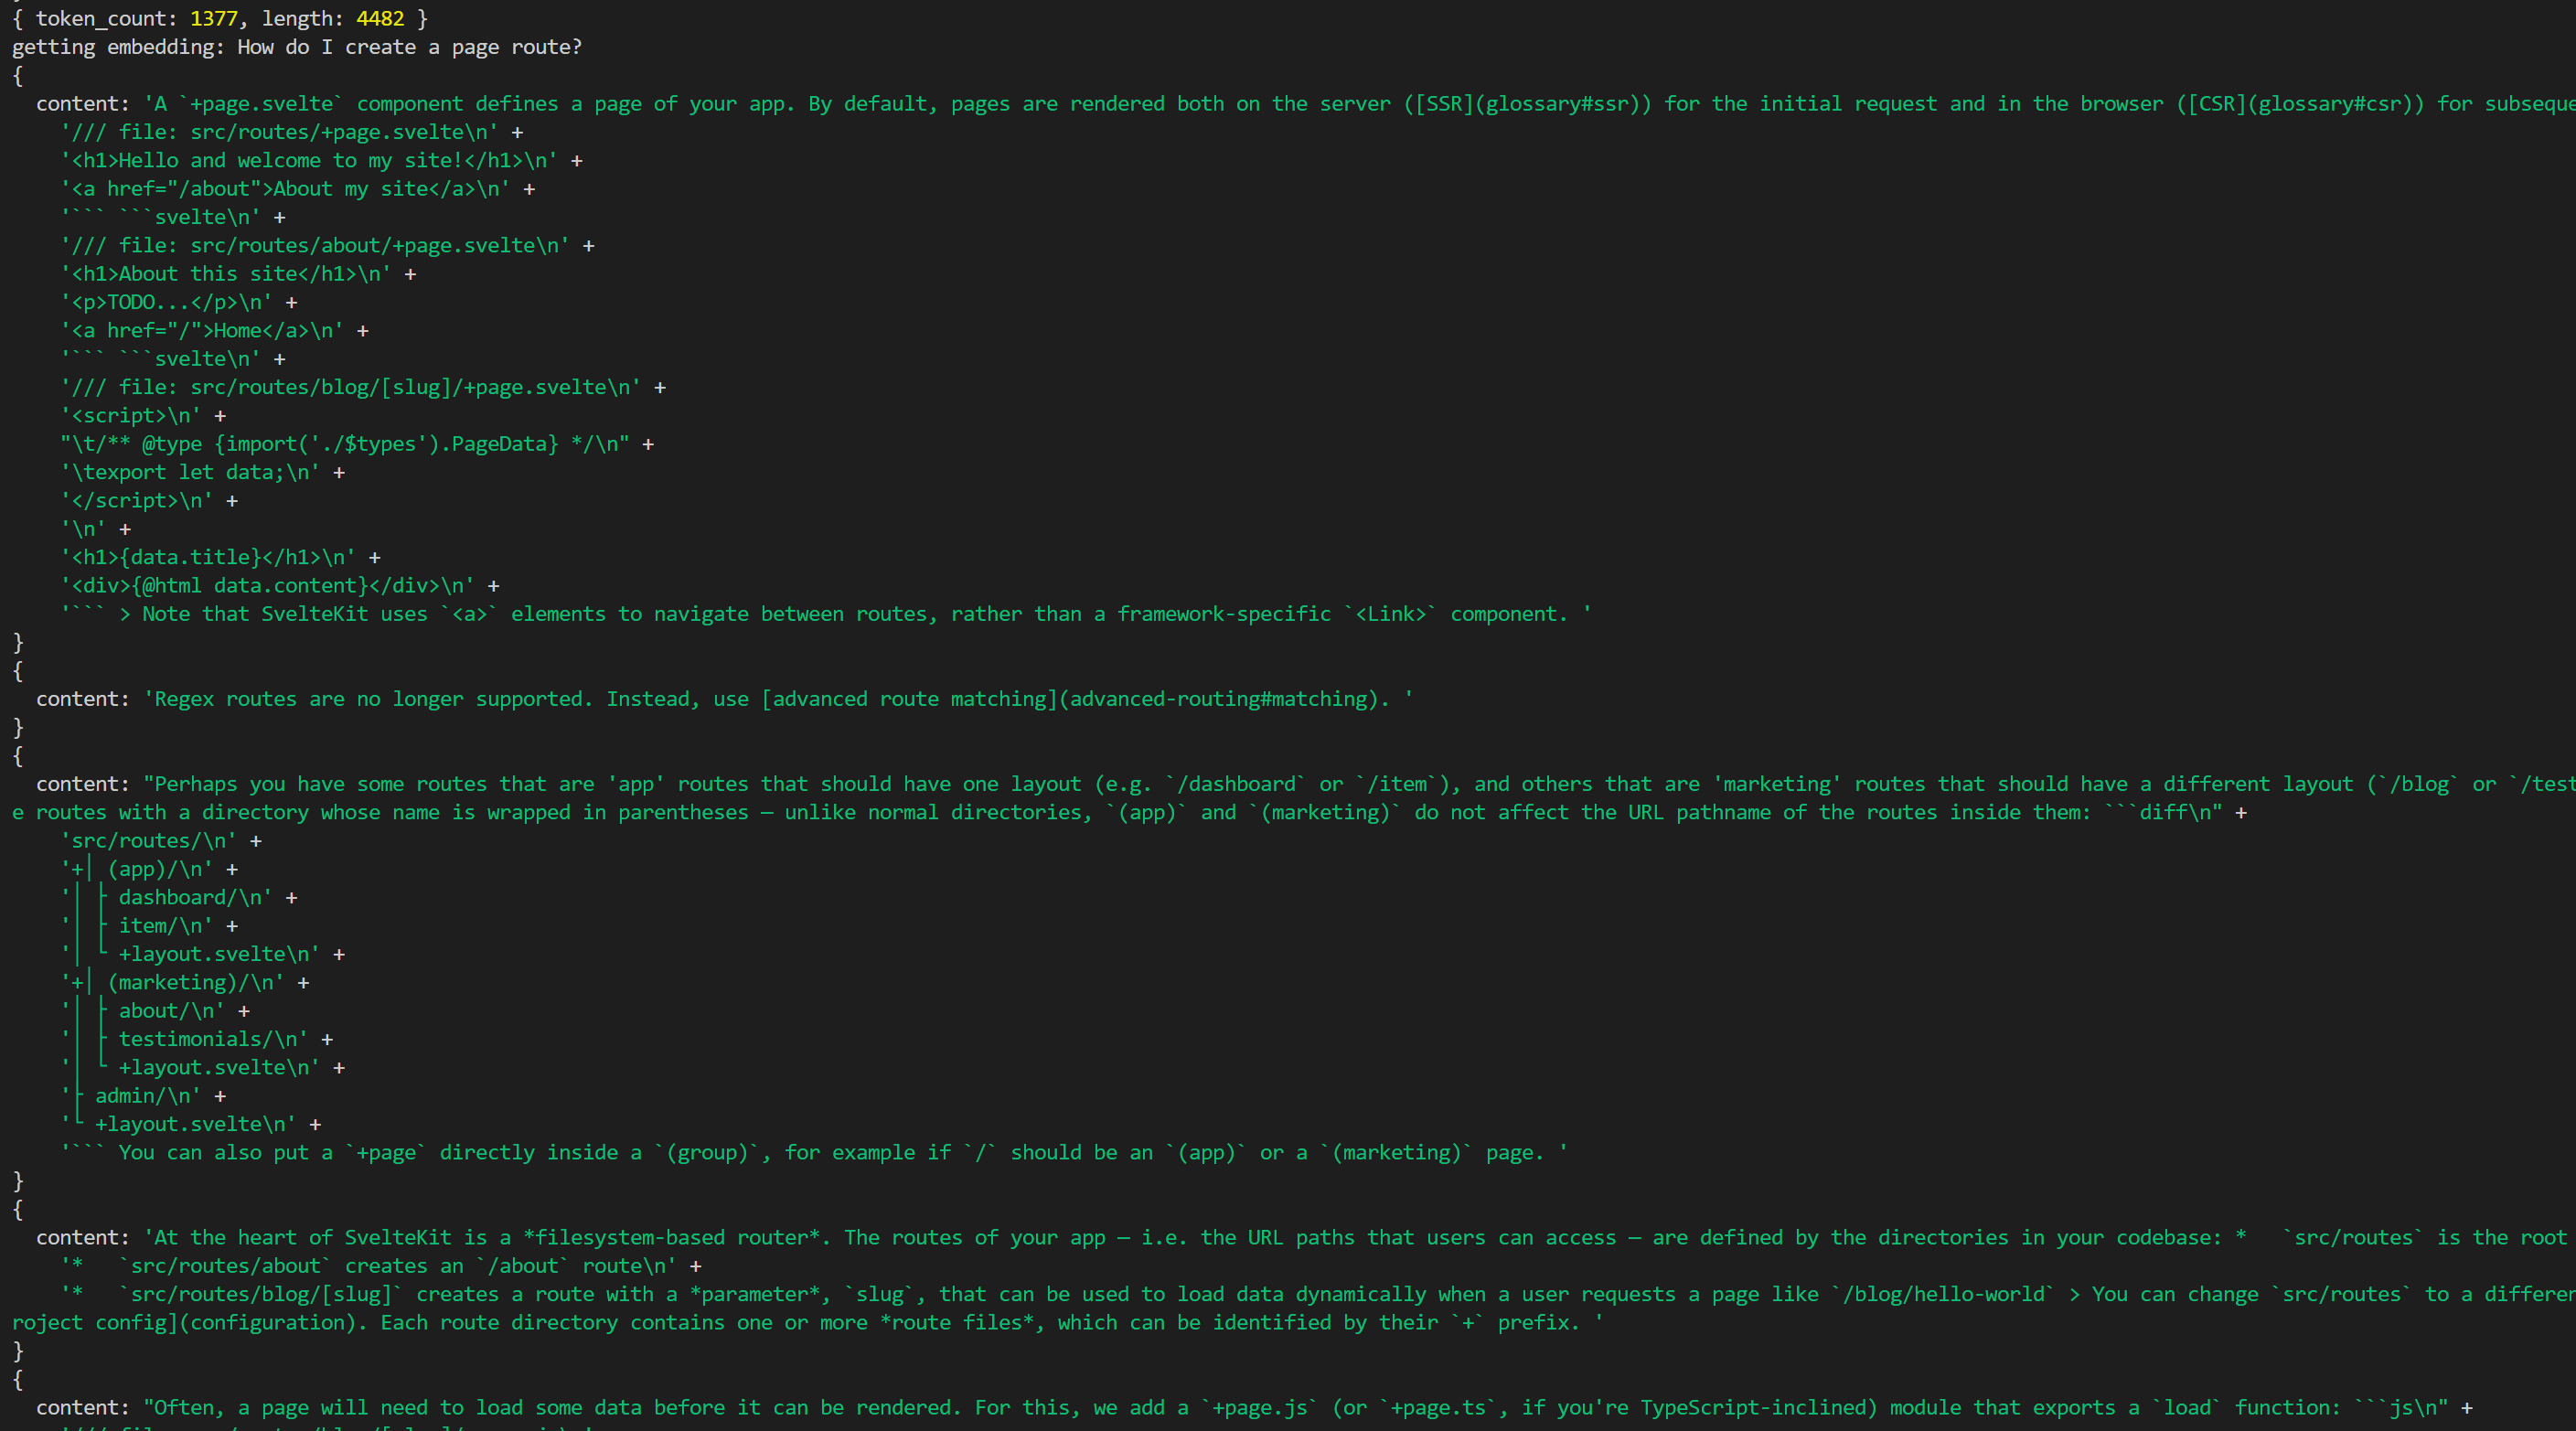 { token_count: 1377, length: 4482 }
getting embedding: How do I create a page route?
{
  content: 'A `+page.svelte` component defines a page of your app. By default, pages are rendered both on the server ([SSR](glossary#ssr)) for the initial request and in the browser ([CSR](glossary#csr)) for subseque
    '/// file: src/routes/+page.svelte\n' +
    '<h1>Hello and welcome to my site!</h1>\n' +
    '<a href="/about">About my site</a>\n' +
    '``` ```svelte\n' +
    '/// file: src/routes/about/+page.svelte\n' +
    '<h1>About this site</h1>\n' +
    '<p>TODO...</p>\n' +
    '<a href="/">Home</a>\n' +
    '``` ```svelte\n' +
    '/// file: src/routes/blog/[slug]/+page.svelte\n' +
    '<script>\n' +
    "\t/** @type {import('./$types').PageData} */\n" +
    '\texport let data;\n' +
    '</script>\n' +
    '\n' +
    '<h1>{data.title}</h1>\n' +
    '<div>{@html data.content}</div>\n' +
    '``` > Note that SvelteKit uses `<a>` elements to navigate between routes, rather than a framework-specific `<Link>` component. '
}
{
  content: 'Regex routes are no longer supported. Instead, use [advanced route matching](advanced-routing#matching). '
}
{
  content: "Perhaps you have some routes that are 'app' routes that should have one layout (e.g. `/dashboard` or `/item`), and others that are 'marketing' routes that should have a different layout (`/blog` or `/test
e routes with a directory whose name is wrapped in parentheses — unlike normal directories, `(app)` and `(marketing)` do not affect the URL pathname of the routes inside them: ```diff\n" +
    'src/routes/\n' +
    '+│ (app)/\n' +
    '│ ├ dashboard/\n' +
    '│ ├ item/\n' +
    '│ └ +layout.svelte\n' +
    '+│ (marketing)/\n' +
    '│ ├ about/\n' +
    '│ ├ testimonials/\n' +
    '│ └ +layout.svelte\n' +
    '├ admin/\n' +
    '└ +layout.svelte\n' +
    '``` You can also put a `+page` directly inside a `(group)`, for example if `/` should be an `(app)` or a `(marketing)` page. '
}
{
  content: 'At the heart of SvelteKit is a *filesystem-based router*. The routes of your app — i.e. the URL paths that users can access — are defined by the directories in your codebase: *   `src/routes` is the root
    '*   `src/routes/about` creates an `/about` route\n' +
    '*   `src/routes/blog/[slug]` creates a route with a *parameter*, `slug`, that can be used to load data dynamically when a user requests a page like `/blog/hello-world` > You can change `src/routes` to a differen
roject config](configuration). Each route directory contains one or more *route files*, which can be identified by their `+` prefix. '
}
{
  content: "Often, a page will need to load some data before it can be rendered. For this, we add a `+page.js` (or `+page.ts`, if you're TypeScript-inclined) module that exports a `load` function: ```js\n" +